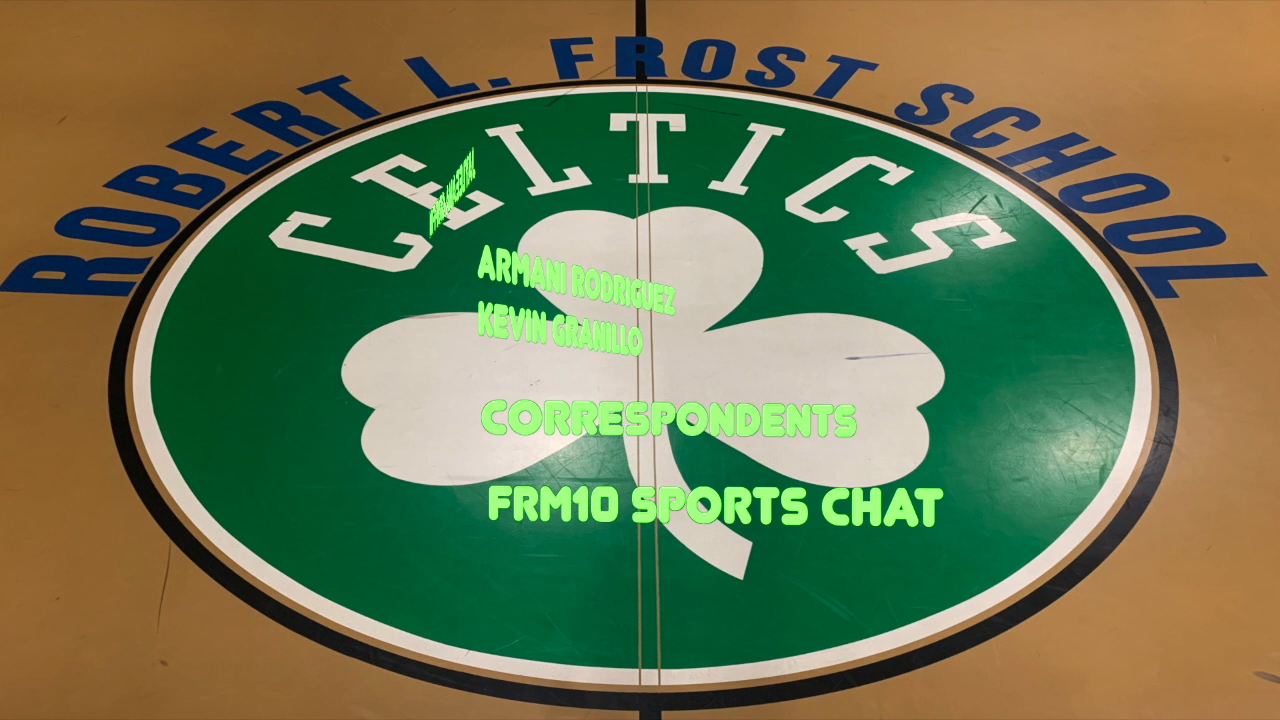 ROBERT L. FROST SCHOOL
CELTICS
ARMANI RODRIGUEZ
KEVIN GRANILLO
CORRESPONDENTS
FRM10 SPORTS CHAT